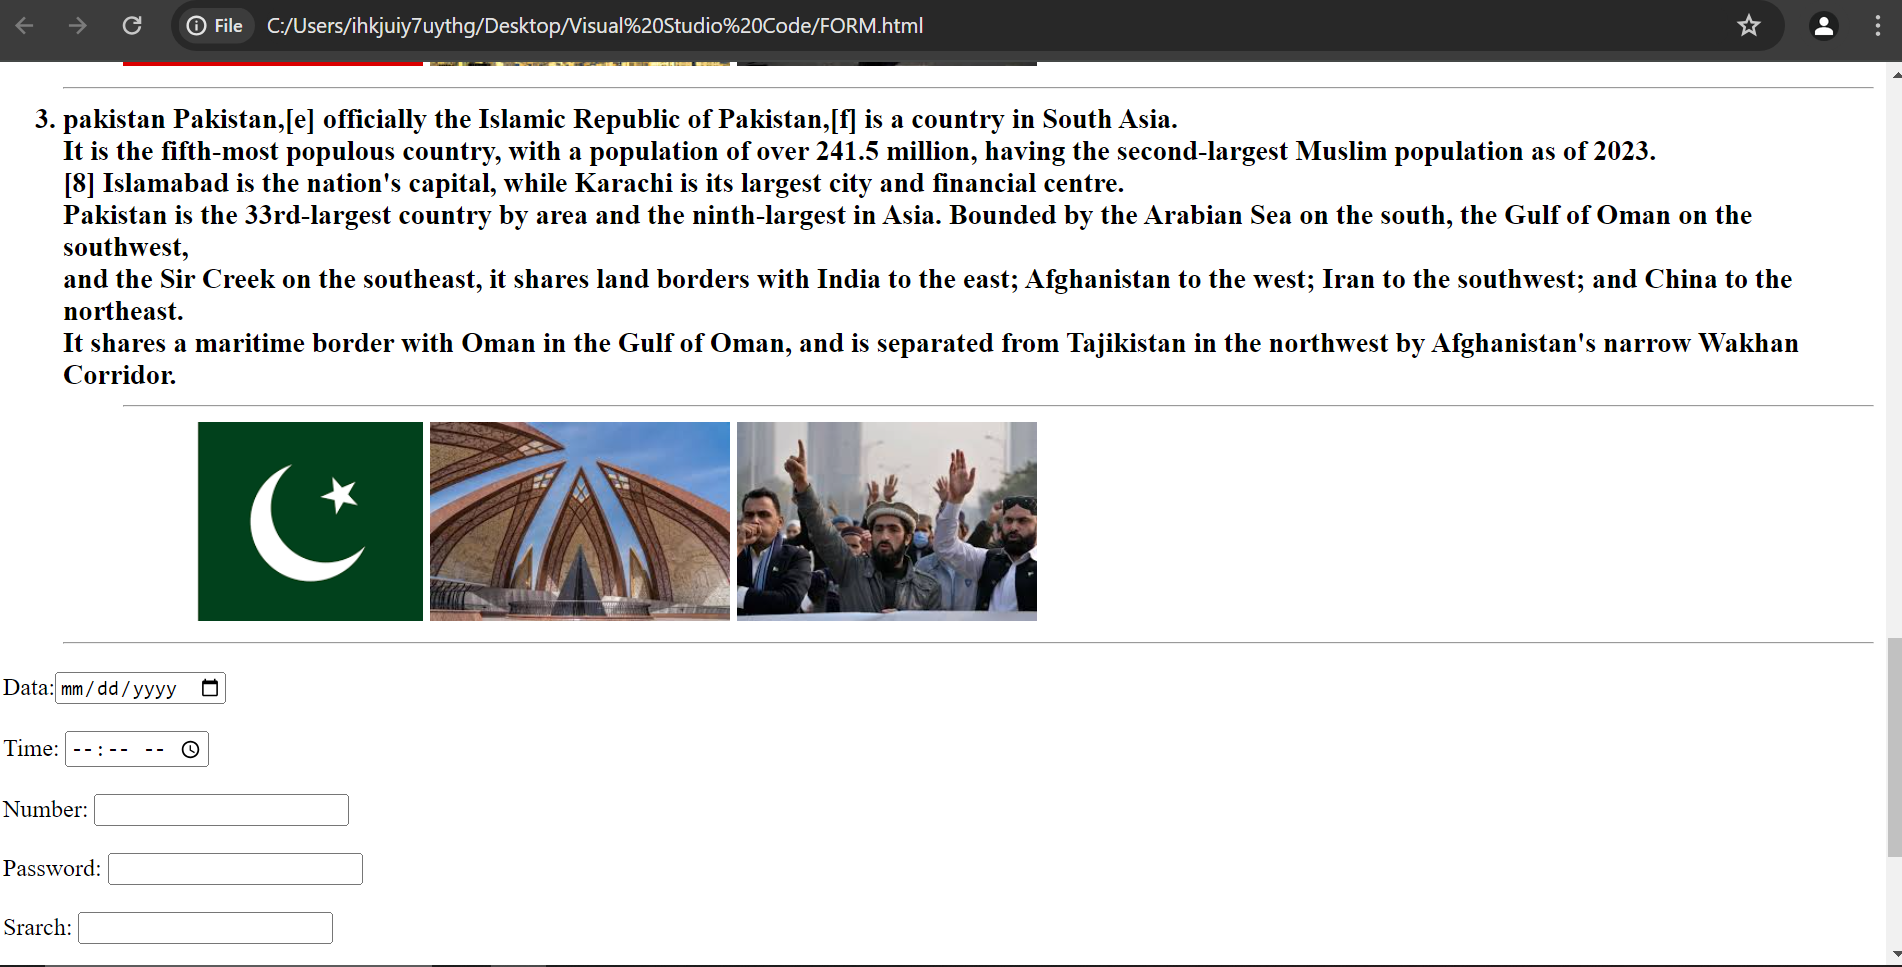 File C:/Users/ihkjuiy7uythg/Desktop/Visual%20Studio%20Code/FORM.html
3. pakistan Pakistan,[e] officially the Islamic Republic of Pakistan,[f] is a country in South Asia.
It is the fifth-most populous country, with a population of over 241.5 million, having the second-largest Muslim population as of 2023.
[8] Islamabad is the nation's capital, while Karachi is its largest city and financial centre.
Pakistan is the 33rd-largest country by area and the ninth-largest in Asia. Bounded by the Arabian Sea on the south, the Gulf of Oman on the
southwest,
and the Sir Creek on the southeast, it shares land borders with India to the east; Afghanistan to the west; Iran to the southwest; and China to the
northeast.
It shares a maritime border with Oman in the Gulf of Oman, and is separated from Tajikistan in the northwest by Afghanistan's narrow Wakhan
Corridor.
Data: mm/dd/yyyy
Time: --:-- --
Number:
Password:
Srarch: